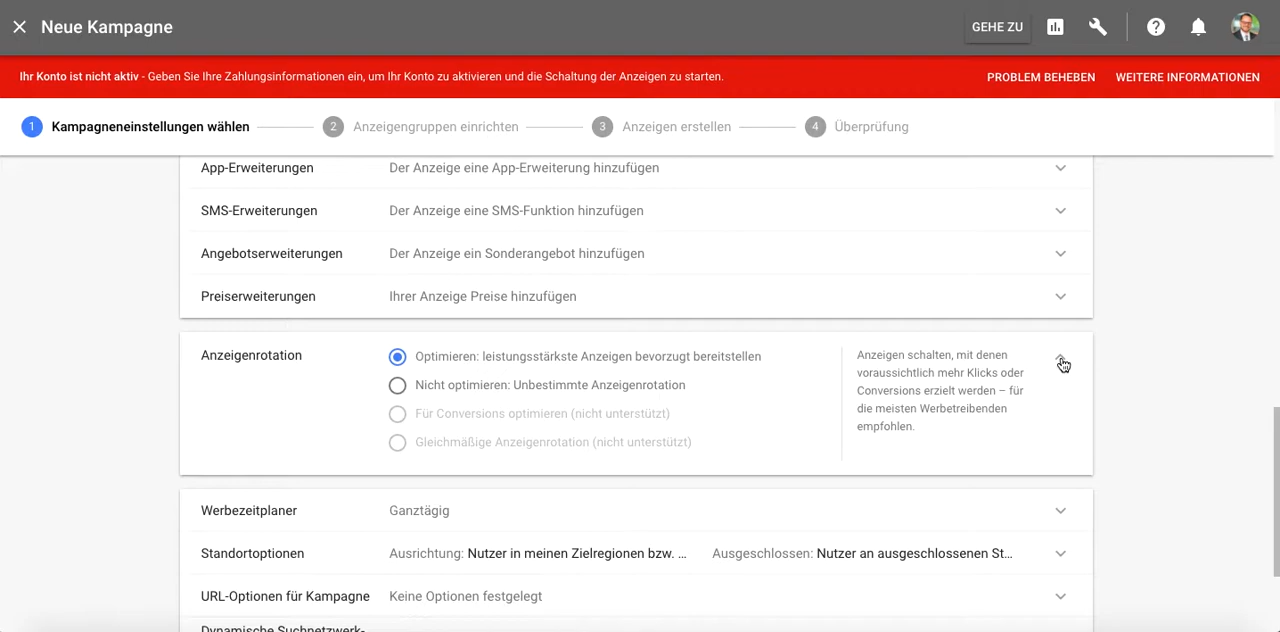 Neue Kampagne
GEHE ZU
Ihr Konto ist nicht aktiv - Geben Sie Ihre Zahlungsinformationen ein, um Ihr Konto zu aktivieren und die Schaltung der Anzeigen zu starten.
PROBLEM BEHEBEN WEITERE INFORMATIONEN
1 Kampagneneinstellungen wählen 2 Anzeigengruppen einrichten 3 Anzeigen erstellen 4 Überprüfung
App-Erweiterungen Der Anzeige eine App-Erweiterung hinzufügen
SMS-Erweiterungen Der Anzeige eine SMS-Funktion hinzufügen
Angebotserweiterungen Der Anzeige ein Sonderangebot hinzufügen
Preiserweiterungen Ihrer Anzeige Preise hinzufügen
Anzeigenrotation
Optimieren: leistungsstärkste Anzeigen bevorzugt bereitstellen
Nicht optimieren: Unbestimmte Anzeigenrotation
Für Conversions optimieren (nicht unterstützt)
Gleichmäßige Anzeigenrotation (nicht unterstützt)
Anzeigen schalten, mit denen
voraussichtlich mehr Klicks oder
Conversions erzielt werden – für
die meisten Werbetreibenden
empfohlen.
Werbezeitplaner Ganztägig
Standortoptionen Ausrichtung: Nutzer in meinen Zielregionen bzw. ... Ausgeschlossen: Nutzer an ausgeschlossenen St...
URL-Optionen für Kampagne Keine Optionen festgelegt
Dynamische Suchnetzwerk-